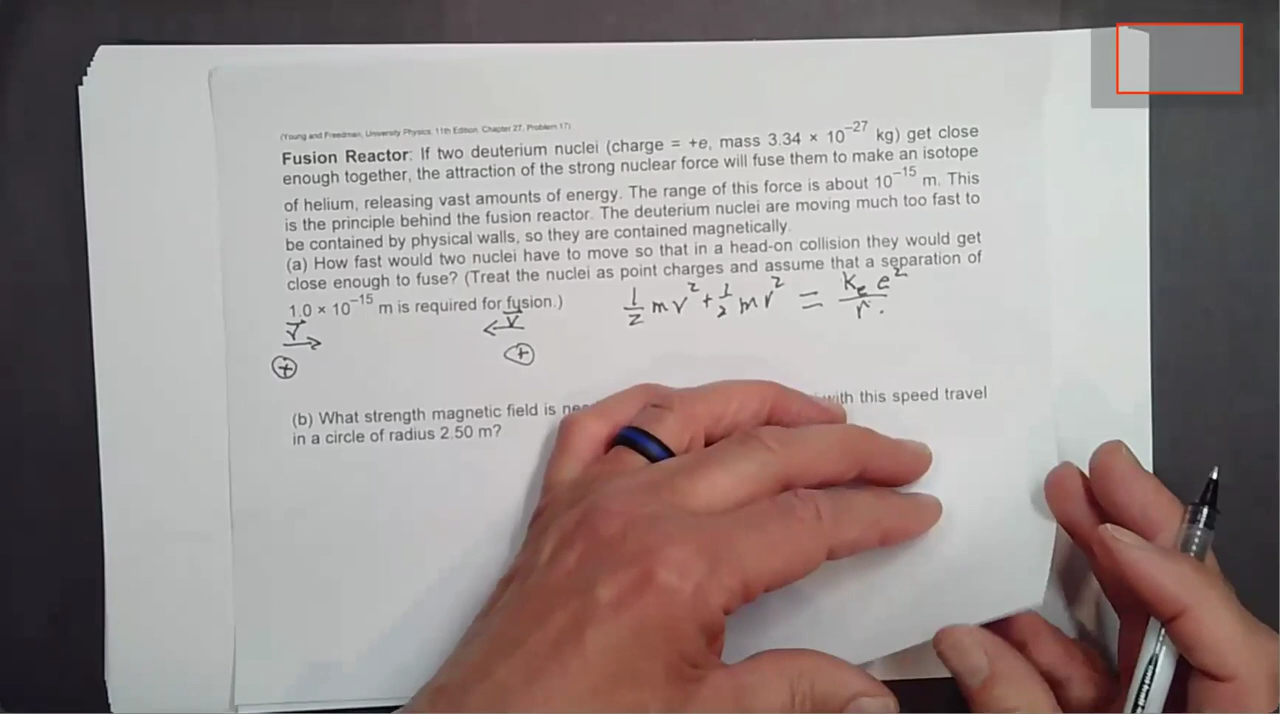 (Young and Freedman, University Physics, 11th Edition, Chapter 27, Problem 17)
Fusion Reactor: If two deuterium nuclei (charge = +e, mass 3.34 × 10⁻²⁷ kg) get close
enough together, the attraction of the strong nuclear force will fuse them to make an isotope
of helium, releasing vast amounts of energy. The range of this force is about 10⁻¹⁵ m. This
is the principle behind the fusion reactor. The deuterium nuclei are moving much too fast to
be contained by physical walls, so they are contained magnetically.
(a) How fast would two nuclei have to move so that in a head-on collision they would get
close enough to fuse? (Treat the nuclei as point charges and assume that a separation of
1.0 × 10⁻¹⁵ m is required for fusion.)
½mv² + ½mv² = kₑe²/r.
v v
+ +
(b) What strength magnetic field is with this speed travel
in a circle of radius 2.50 m?